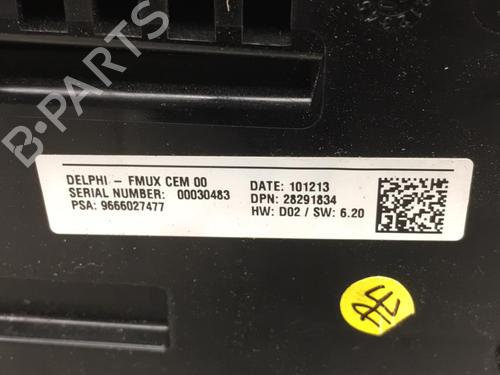 B-PARTS
DELPHI - FMUX CEM 00
SERIAL NUMBER: 00030483
PSA: 9666027477
DATE: 101213
DPN: 28291834
HW: D02 / SW: 6.20